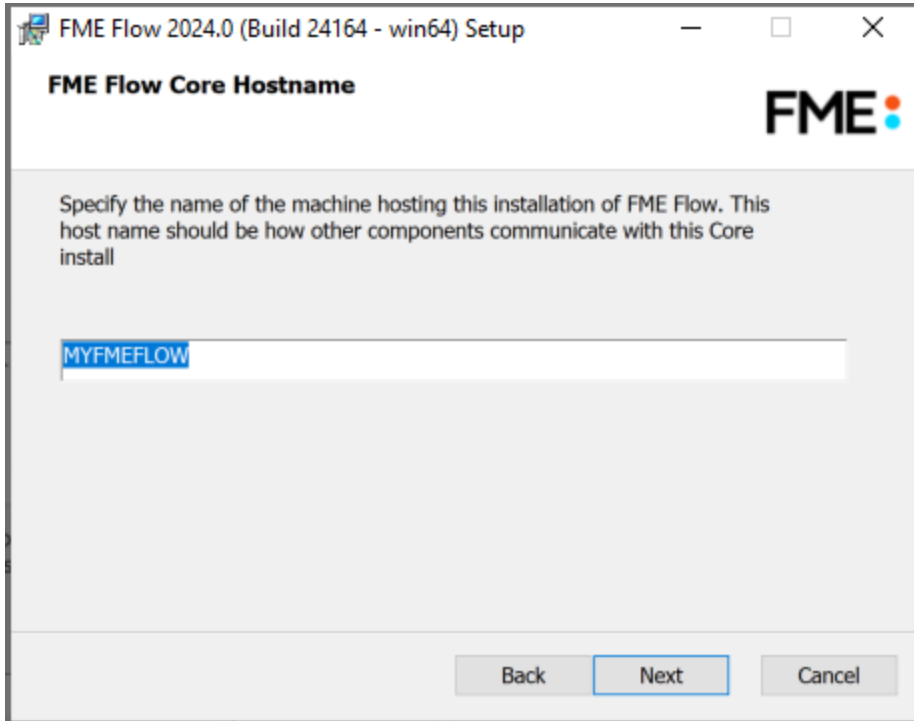 FME Flow 2024.0 (Build 24164 - win64) Setup
FME Flow Core Hostname
FME
Specify the name of the machine hosting this installation of FME Flow. This
host name should be how other components communicate with this Core
install
MYFMEFLOW
Back Next Cancel